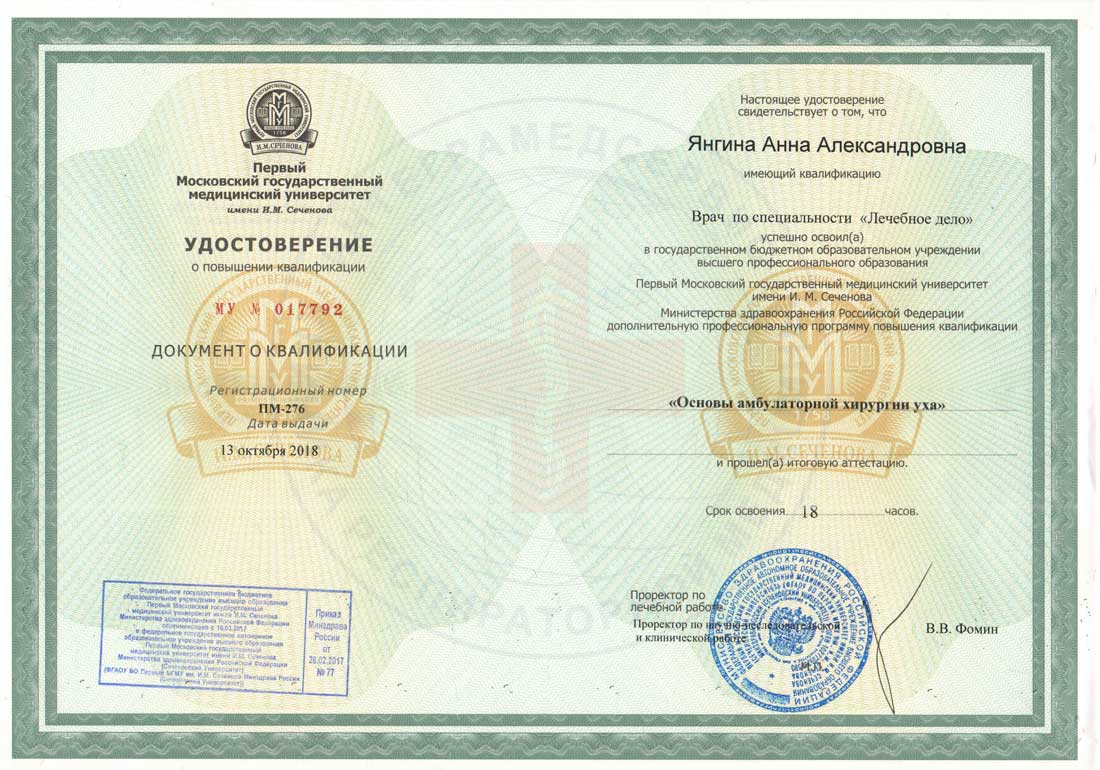 И.М. СЕЧЕНОВА
Первый
Московский государственный
медицинский университет
имени И.М. Сеченова
УДОСТОВЕРЕНИЕ
о повышении квалификации
МУ № 017792
ДОКУМЕНТ О КВАЛИФИКАЦИИ
Регистрационный номер
ПМ-276
Дата выдачи
13 октября 2018
Федеральное государственное бюджетное
образовательное учреждение высшего образования
Первый Московский государственный
медицинский университет имени И.М. Сеченова
Министерства здравоохранения Российской Федерации
переименовано с 10.03.2017
в федеральное государственное автономное
образовательное учреждение высшего образования
Первый Московский государственный
медицинский университет имени И.М. Сеченова
Министерства здравоохранения Российской Федерации
(Сеченовский Университет)
(ФГАОУ ВО Первый МГМУ им. И.М. Сеченова Минздрава России
(Сеченовский Университет))
Приказ
Минздрава
России
от
26.02.2017
№ 77
Настоящее удостоверение
свидетельствует о том, что
Янгина Анна Александровна
имеющий квалификацию
Врач по специальности «Лечебное дело»
успешно освоил(а)
в государственном бюджетном образовательном учреждении
высшего профессионального образования
Первый Московский государственный медицинский университет
имени И. М. Сеченова
Министерства здравоохранения Российской Федерации
дополнительную профессиональную программу повышения квалификации
«Основы амбулаторной хирургии уха»
И.М. СЕЧЕНОВА
и прошел(а) итоговую аттестацию.
Срок освоения 18 часов.
Проректор по
лечебной работе
Проректор по научно-исследовательской
и клинической работе
В.В. Фомин